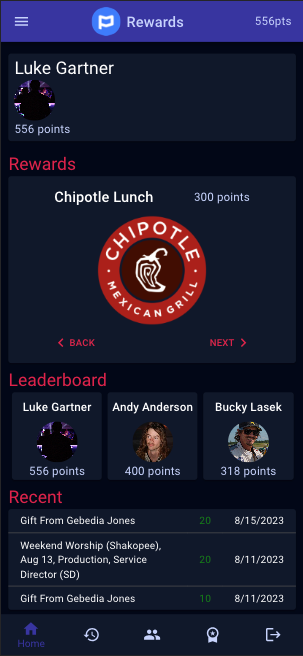 Rewards
556pts
Luke Gartner
556 points
Rewards
Chipotle Lunch
300 points
CHIPOTLE
MEXICAN GRILL
BACK
NEXT
Leaderboard
Luke Gartner
556 points
Andy Anderson
400 points
Bucky Lasek
318 points
Recent
Gift From Gebedia Jones 20 8/15/2023
Weekend Worship (Shakopee),
Aug 13, Production, Service
Director (SD)
20 8/11/2023
Gift From Gebedia Jones 10 8/11/2023
Home